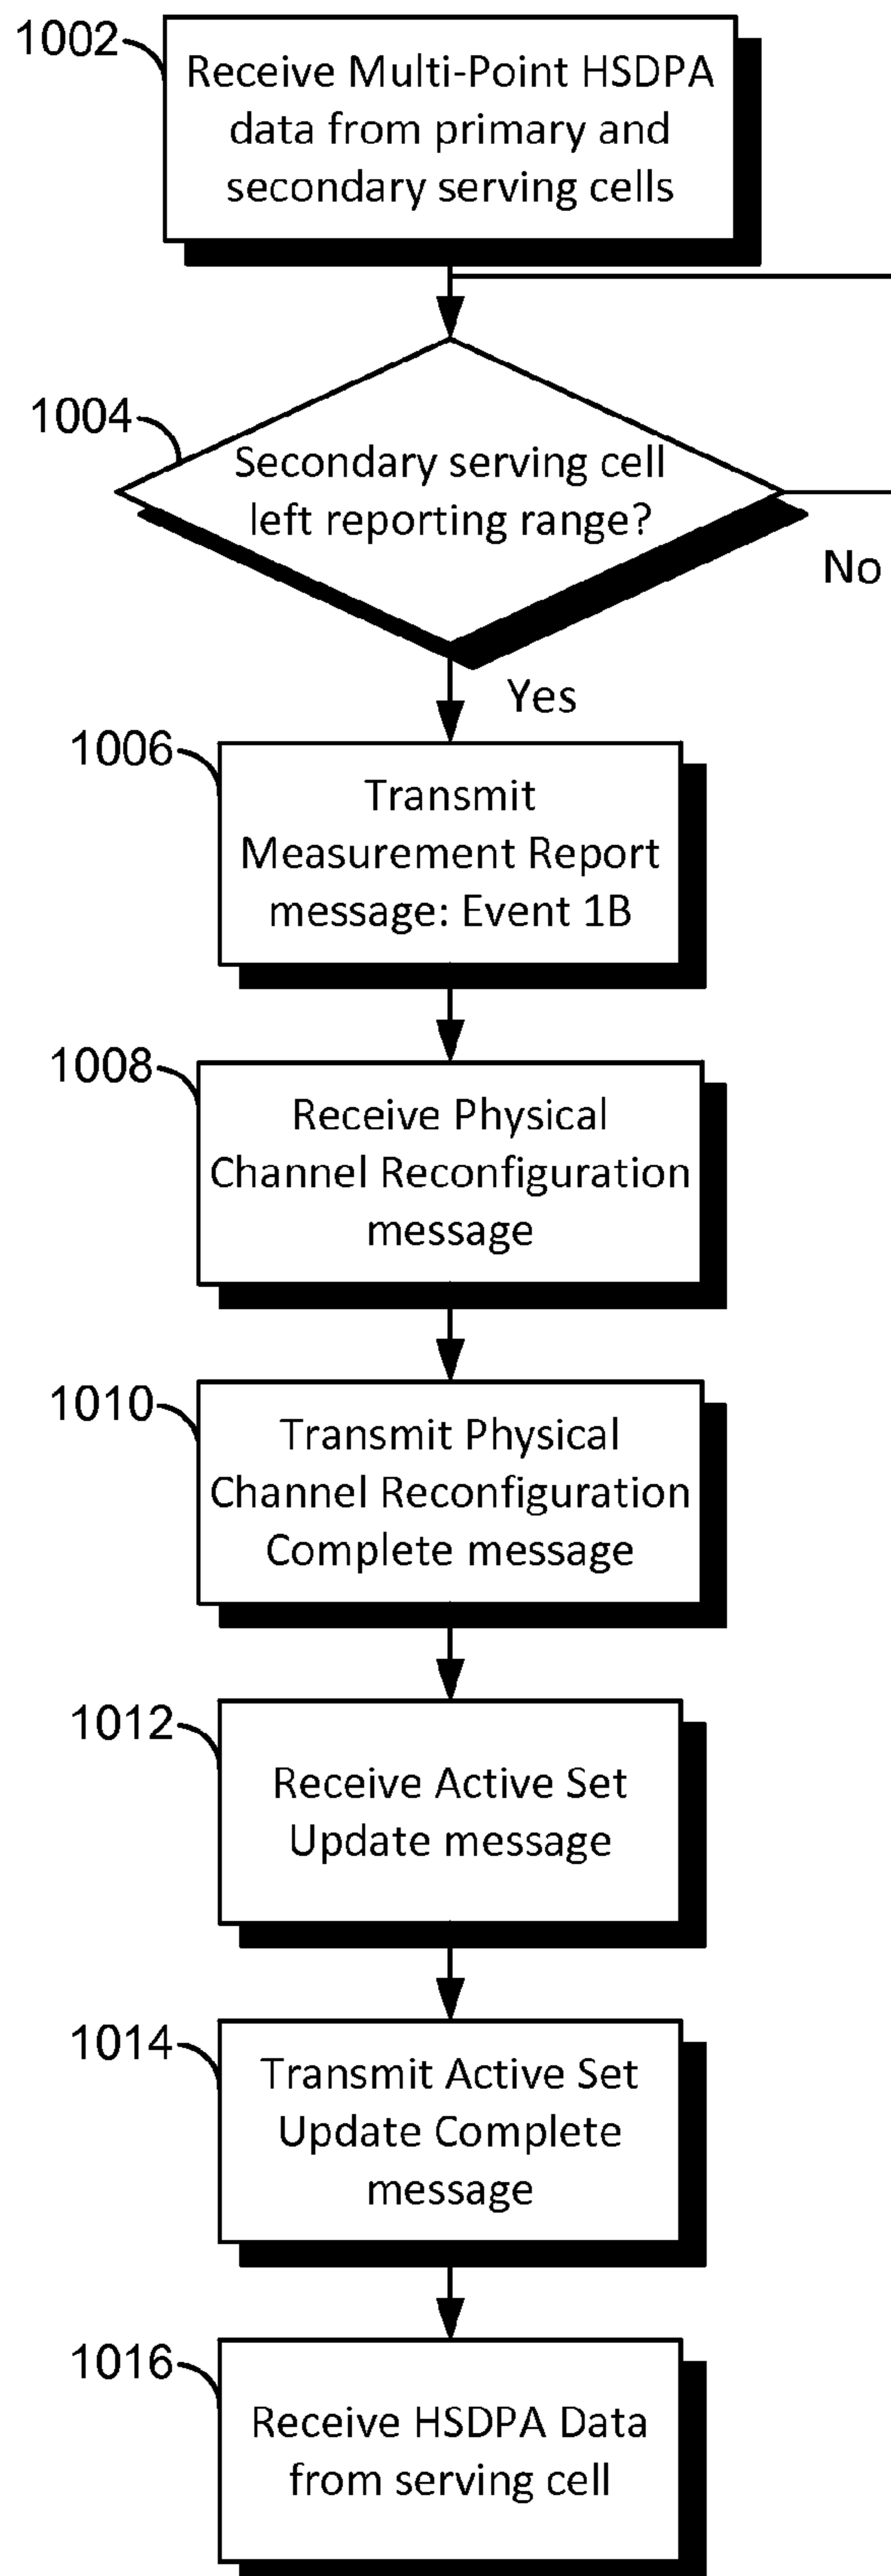 1002
Receive Multi-Point HSDPA
data from primary and
secondary serving cells
1004
Secondary serving cell
left reporting range?
No
Yes
1006
Transmit
Measurement Report
message: Event 1B
1008
Receive Physical
Channel Reconfiguration
message
1010
Transmit Physical
Channel Reconfiguration
Complete message
1012
Receive Active Set
Update message
1014
Transmit Active Set
Update Complete
message
1016
Receive HSDPA Data
from serving cell